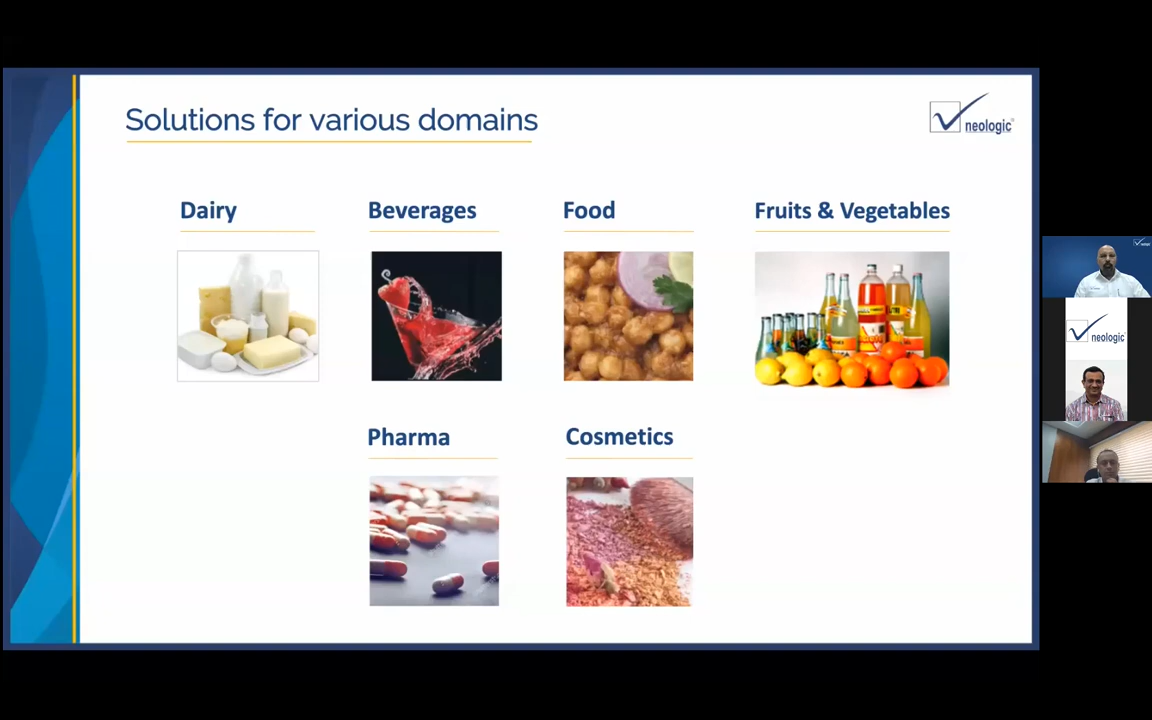 Solutions for various domains
neologic®
Dairy
Beverages
Food
Fruits & Vegetables
Pharma
Cosmetics
neologic